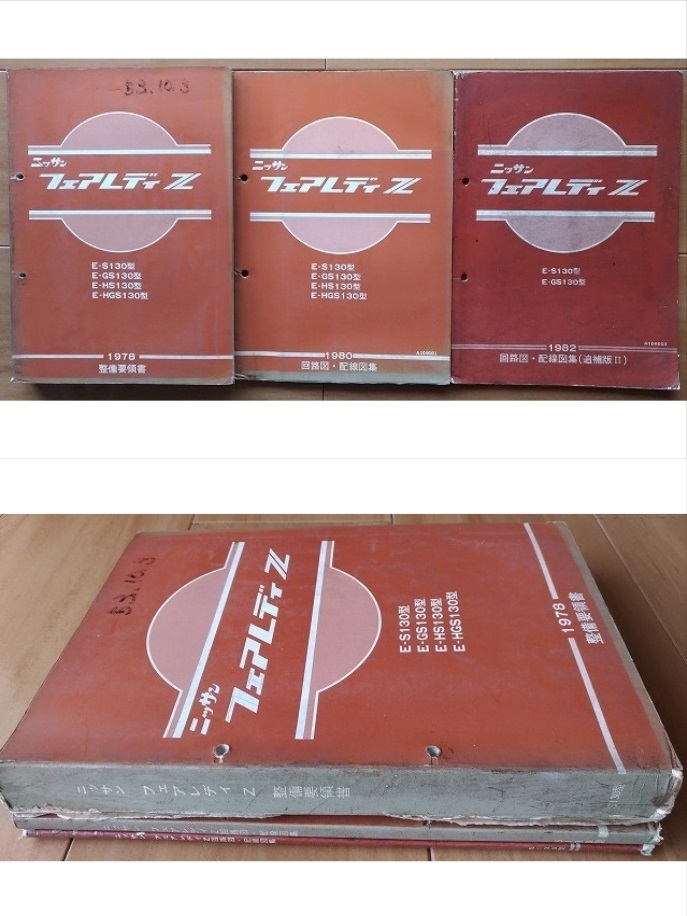 53.10.3
ニッサン
フェアレディZ
E-S130型
E-GS130型
E-HS130型
E-HGS130型
1978
整備要領書
ニッサン
フェアレディZ
E-S130型
E-GS130型
E-HS130型
E-HGS130型
1980
A106001
回路図・配線図集
ニッサン
フェアレディZ
E-S130型
E-GS130型
1982
回路図・配線図集(追補版II)
53.10.3
ニッサン
フェアレディZ
E-S130型
E-GS130型
E-HS130型
E-HGS130型
1978
整備要領書
ニッサン フェアレディZ 整備要領書